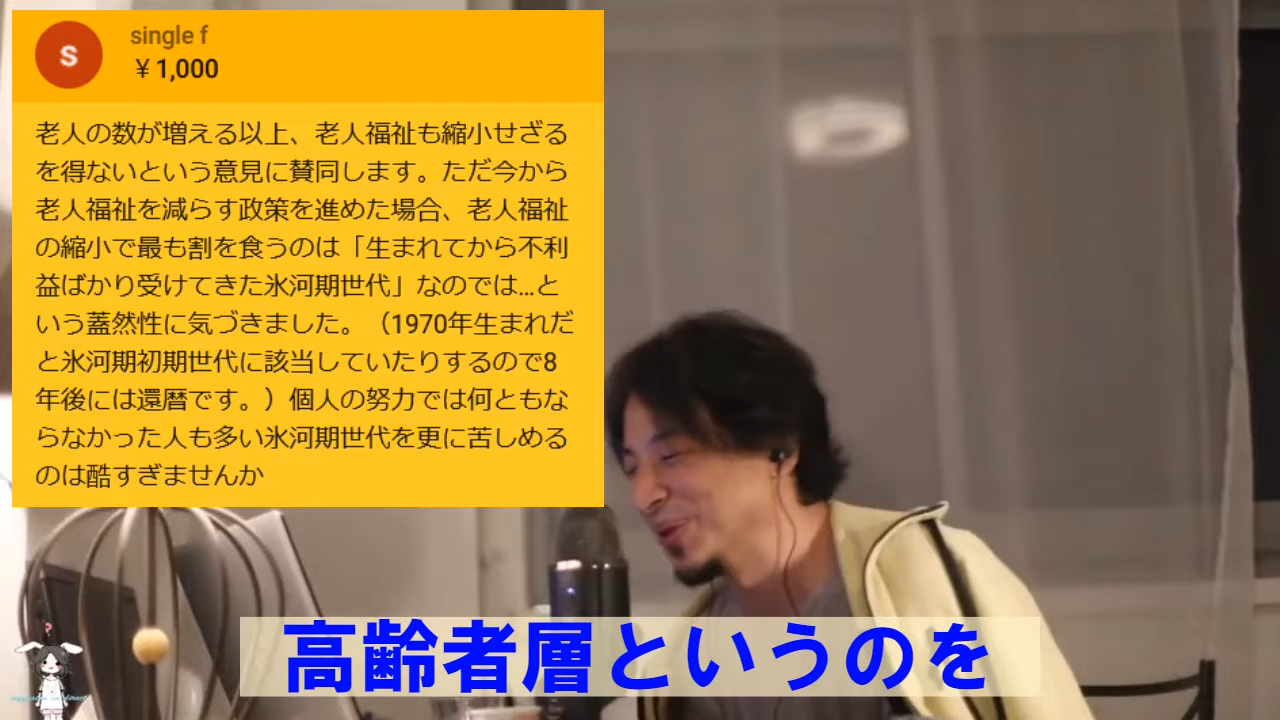 S
single f
￥1,000
老人の数が増える以上、老人福祉も縮小せざる
を得ないという意見に賛同します。ただ今から
老人福祉を減らす政策を進めた場合、老人福祉
の縮小で最も割を食うのは「生まれてから不利
益ばかり受けてきた氷河期世代」なのでは…と
いう蓋然性に気づきました。（1970年生まれだ
と氷河期初期世代に該当していたりするので8
年後には還暦です。）個人の努力では何ともな
らなかった人も多い氷河期世代を更に苦しめる
のは酷すぎませんか
高齢者層というのを